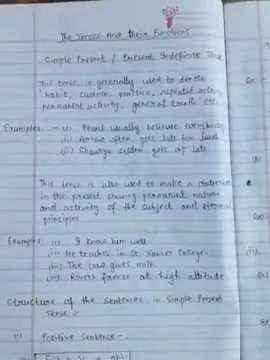 The Tenses And their Functions
Simple Present / Present Indefinite Tense
This tense is generally used to denote
'habit, custom, practice, repeated action,
permanent activity, general truth' etc
Examples:- (i) Pearl usually believes everybody
(ii) often gets late for lunch
(iii) Shaurya seldom gets up late
This tense is also used to make a statement
in the present showing permanent nature
and activity of the subject and eternal
principles
Examples: (i) I know him well.
(ii) He teaches in St. Xavier College.
(iii) The cow gives milk
(iv) Rivers freeze at high altitude
Structure of the Sentences in Simple Present
Tense:-
(i) Positive Sentence:-